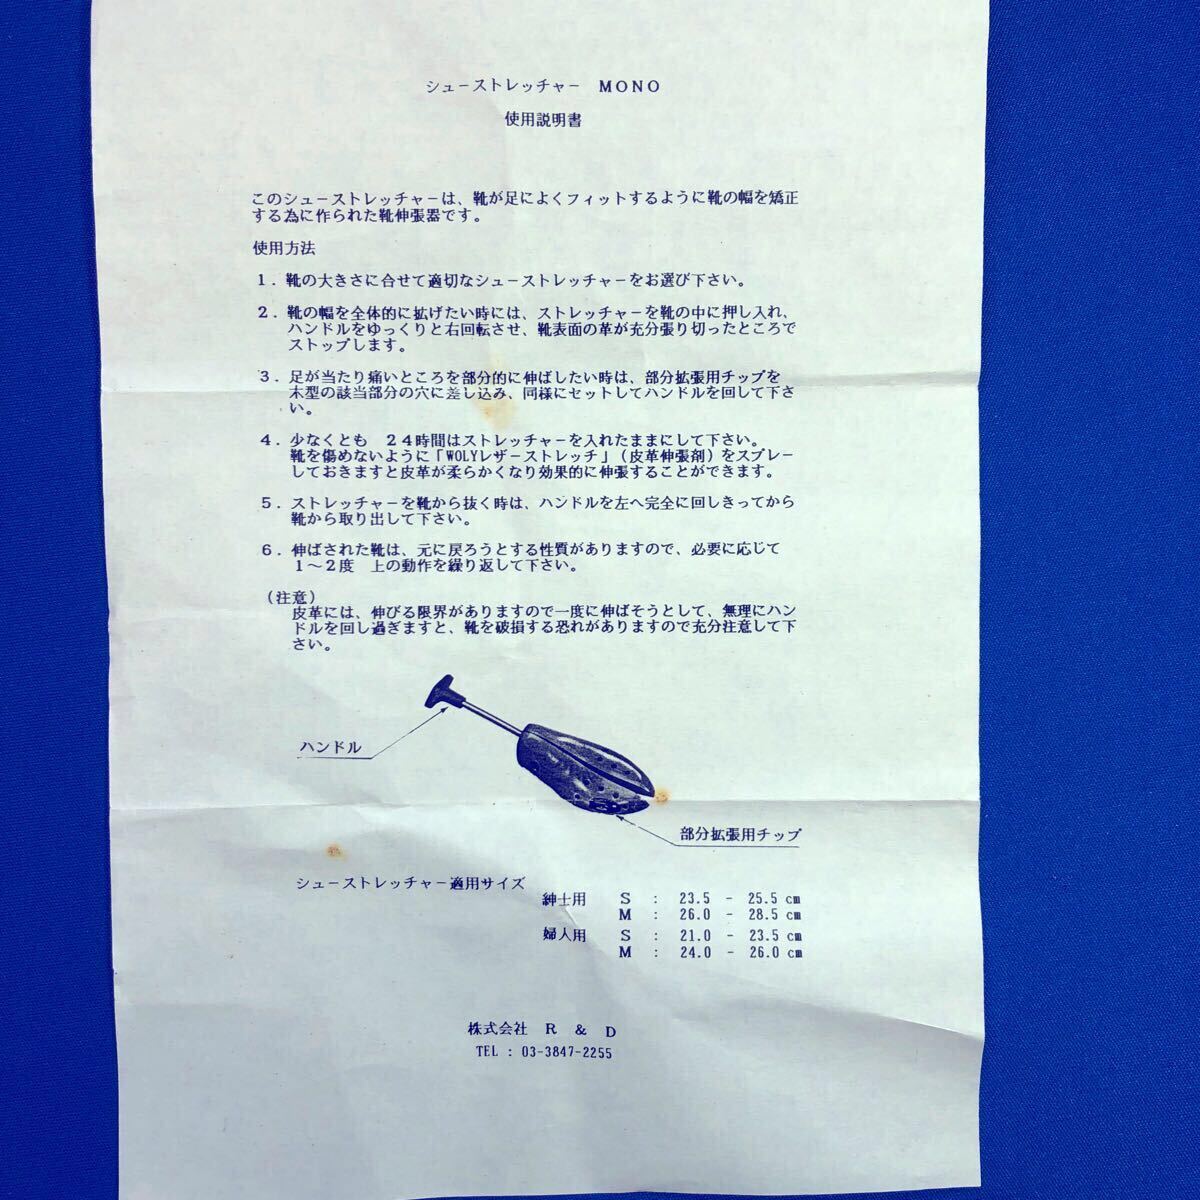 シューストレッチャー　MONO
使用説明書
このシューストレッチャーは、靴が足によくフィットするように靴の幅を矯正
する為に作られた靴伸張器です。
使用方法
１．靴の大きさに合せて適切なシューストレッチャーをお選び下さい。
２．靴の幅を全体的に拡げたい時には、ストレッチャーを靴の中に押し入れ、
ハンドルをゆっくりと右回転させ、靴表面の革が充分張り切ったところで
ストップします。
３．足が当たり痛いところを部分的に伸ばしたい時は、部分拡張用チップを
木型の該当部分の穴に差し込み、同様にセットしてハンドルを回して下さ
い。
４．少なくとも　２４時間はストレッチャーを入れたままにして下さい。
靴を傷めないように「WOLYレザーストレッチ」（皮革伸張剤）をスプレー
しておきますと皮革が柔らかくなり効果的に伸張することができます。
５．ストレッチャーを靴から抜く時は、ハンドルを左へ完全に回しきってから
靴から取り出して下さい。
６．伸ばされた靴は、元に戻ろうとする性質がありますので、必要に応じて
１～２度　上の動作を繰り返して下さい。
（注意）
皮革には、伸びる限界がありますので一度に伸ばそうとして、無理にハン
ドルを回し過ぎますと、靴を破損する恐れがありますので充分注意して下
さい。
ハンドル
部分拡張用チップ
シューストレッチャー適用サイズ
紳士用　S : 23.5 - 25.5 cm
M : 26.0 - 28.5 cm
婦人用　S : 21.0 - 23.5 cm
M : 24.0 - 26.0 cm
株式会社　R & D
TEL : 03-3847-2255